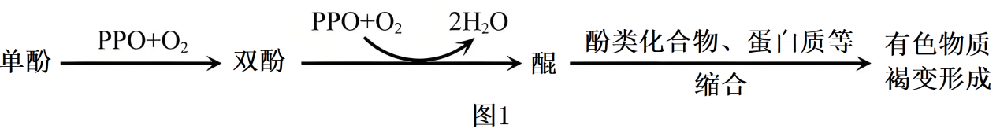 单酚
PPO+O₂
双酚
PPO+O₂
2H₂O
醌
酚类化合物、蛋白质等
缩合
有色物质
褐变形成
图1